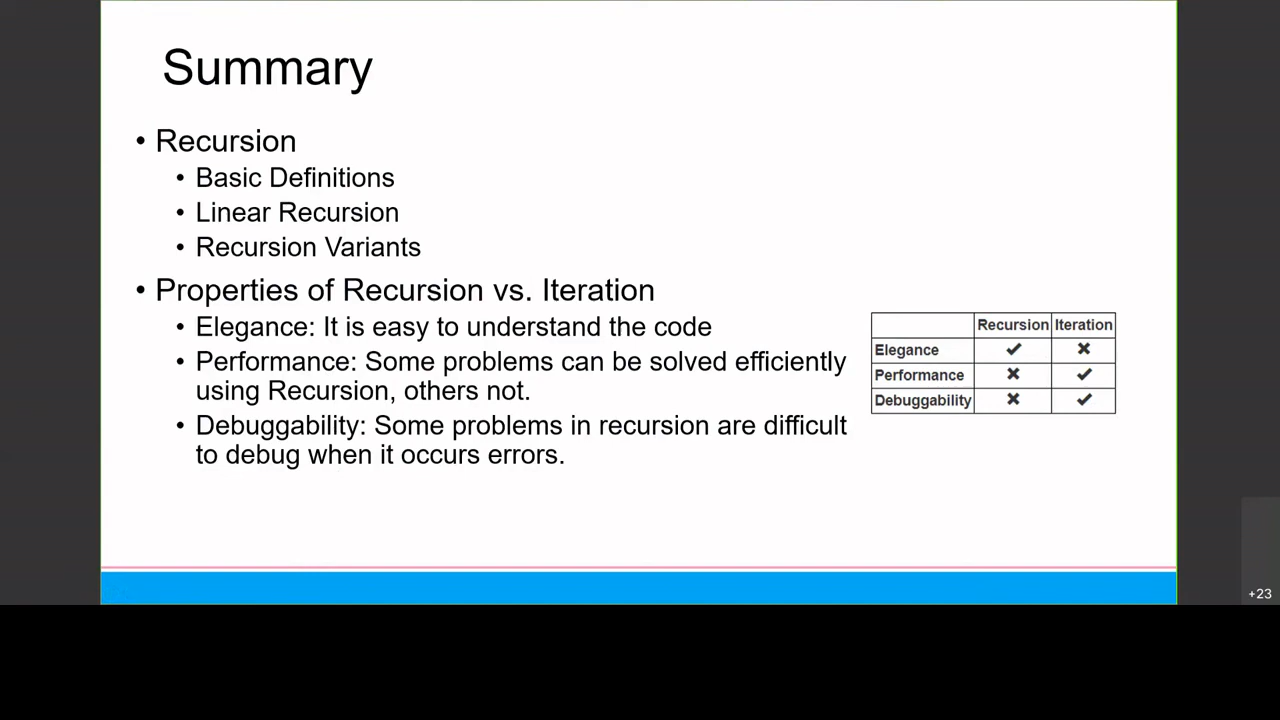 Summary
• Recursion
• Basic Definitions
• Linear Recursion
• Recursion Variants
• Properties of Recursion vs. Iteration
• Elegance: It is easy to understand the code
• Performance: Some problems can be solved efficiently
using Recursion, others not.
• Debuggability: Some problems in recursion are difficult
to debug when it occurs errors.
Recursion Iteration
Elegance ✔ ✖
Performance ✖ ✔
Debuggability ✖ ✔
+23